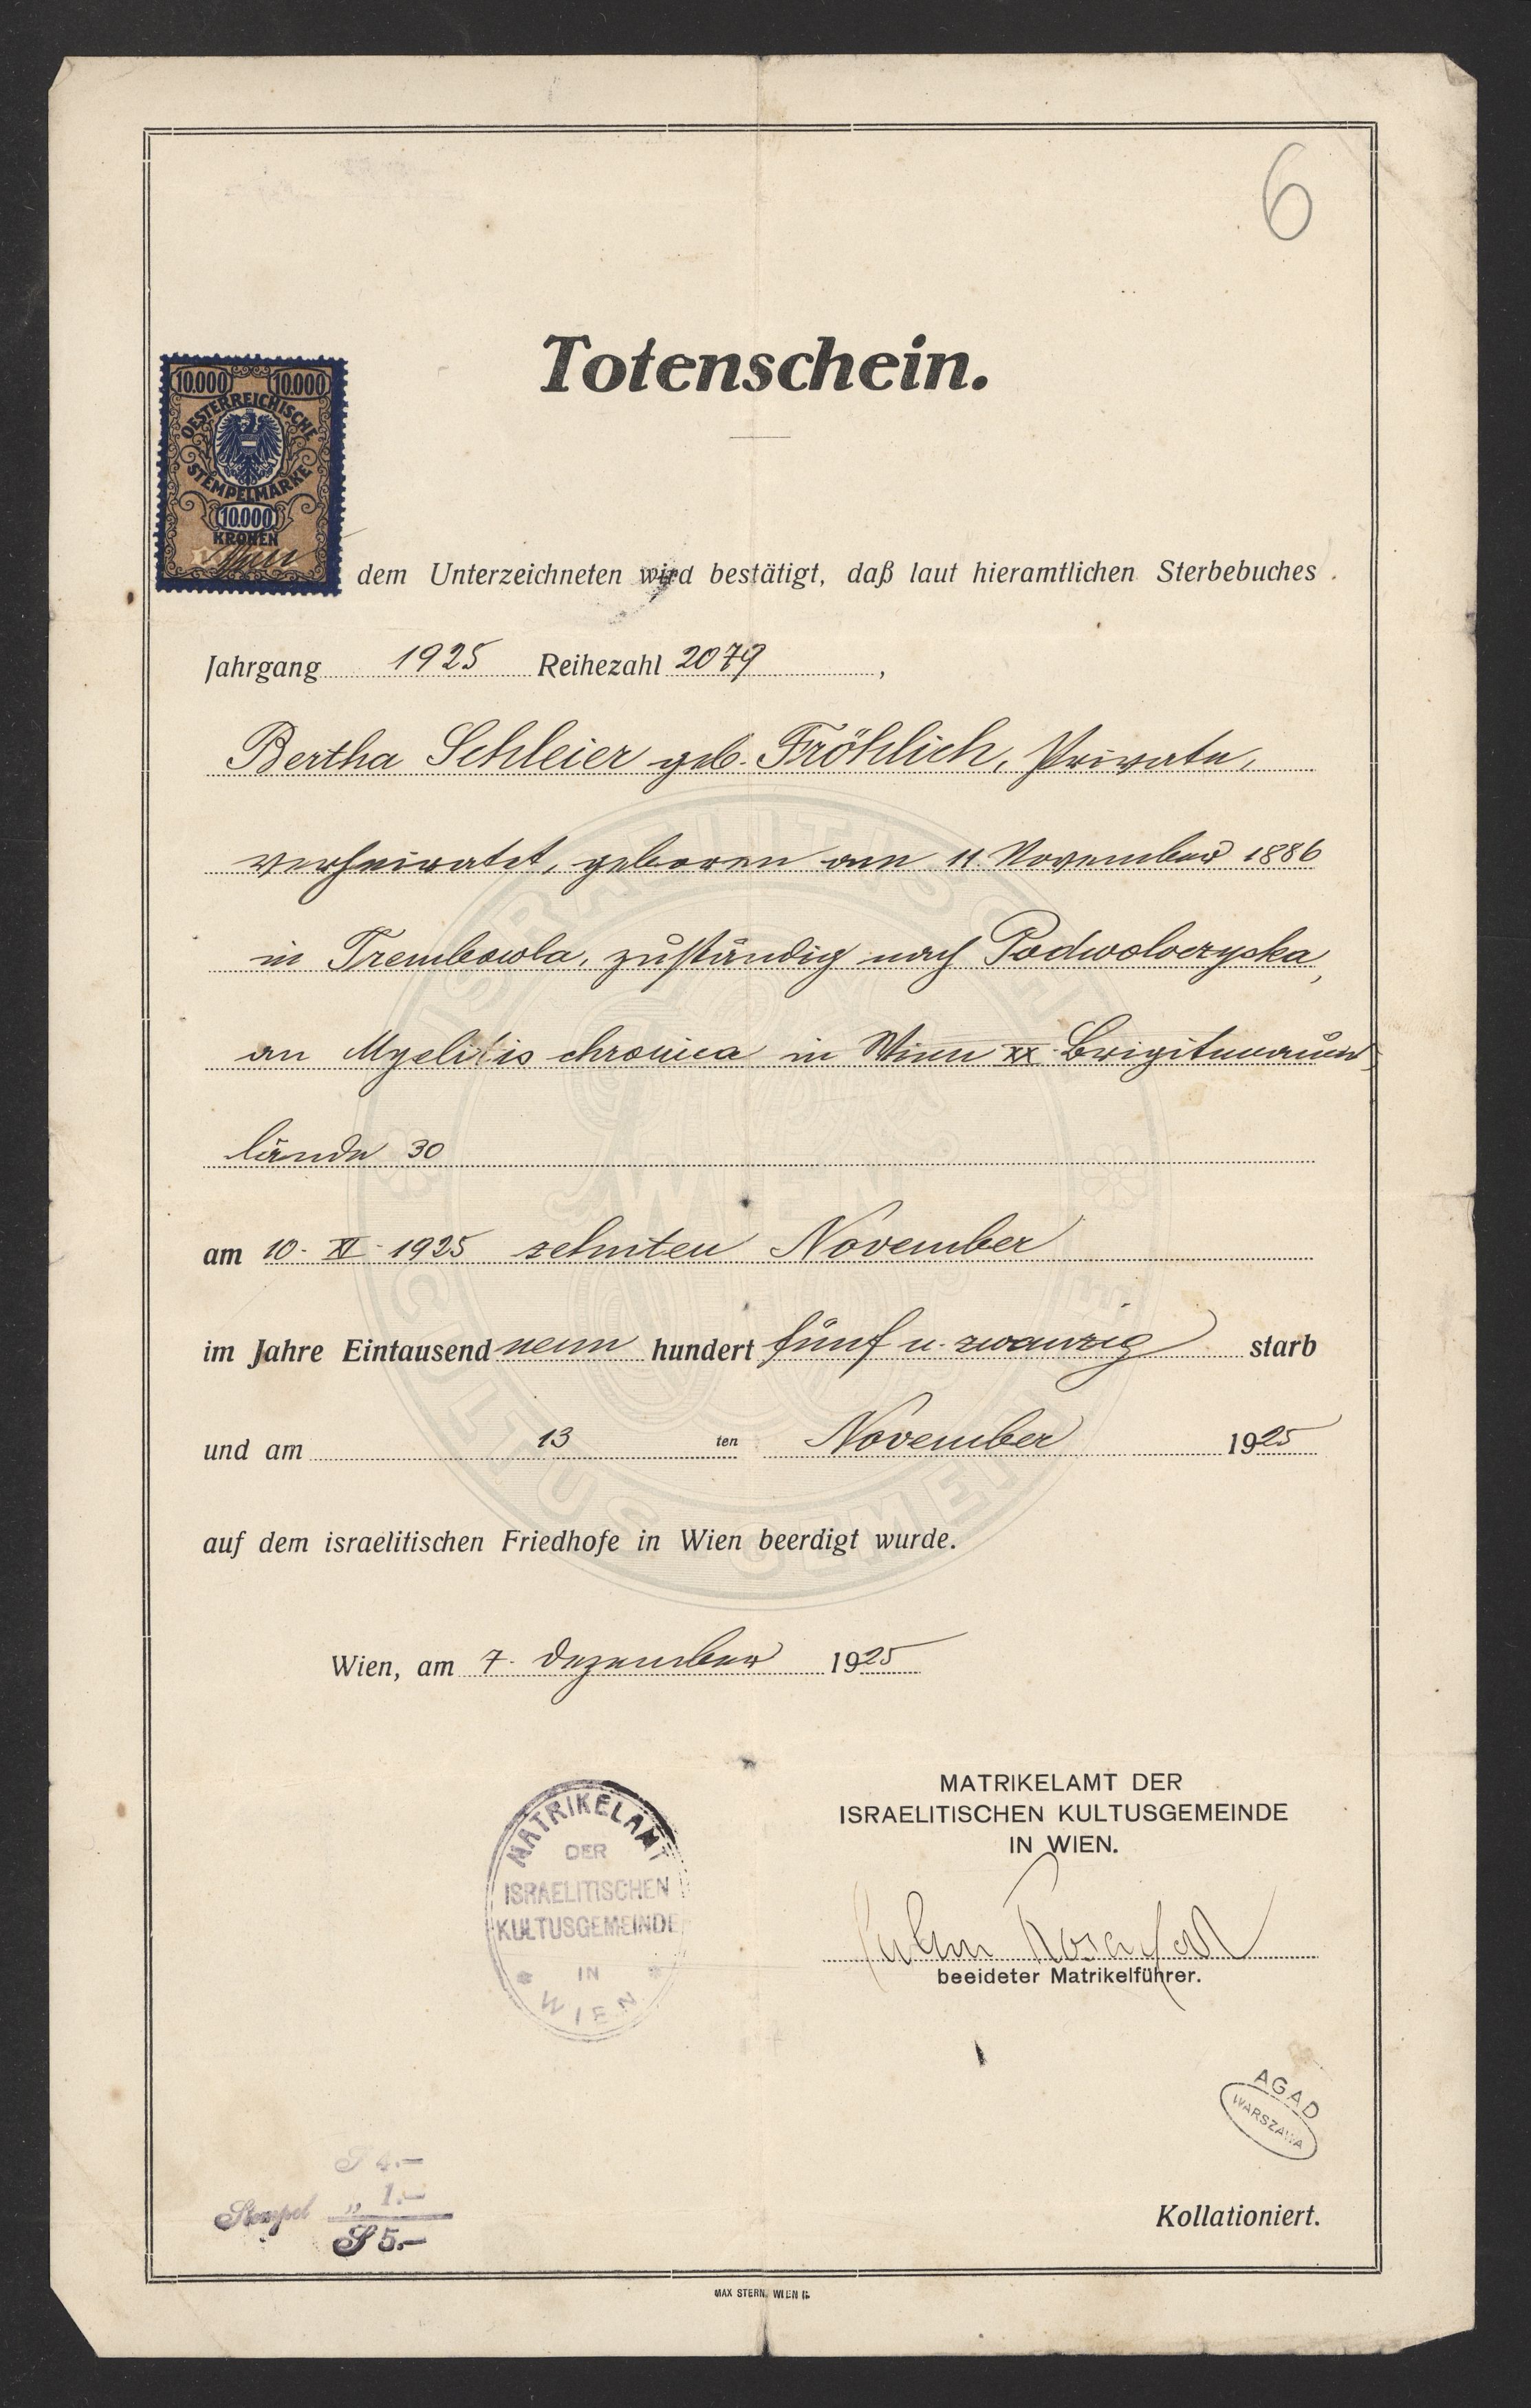 6
Totenschein.
10.000 10.000
OESTERREICHISCHE
STEMPELMARKE
10.000
KRONEN
dem Unterzeichneten wird bestätigt, daß laut hieramtlichen Sterbebuches
Jahrgang 1925 Reihezahl 2079,
Bertha Schleier geb. Fröhlich, Private,
verheiratet, geboren am 11. November 1886
in Trembowla, zuständig nach Podwoloczyska,
an Myelitis chronica in Wien XX Brigittenauer-
lände 30
am 10. XI. 1925 zehnten November
im Jahre Eintausend neun hundert fünf u. zwanzig starb
und am 13 ten November 1925
auf dem israelitischen Friedhofe in Wien beerdigt wurde.
Wien, am 7. Dezember 1925
ISRAELITISCHE CULTUSGEMEINDE
WIEN
MATRIKELAMT DER
ISRAELITISCHEN KULTUSGEMEINDE
IN WIEN.
beeideter Matrikelführer.
MATRIKELAMT
DER
ISRAELITISCHEN
KULTUSGEMEINDE
IN
WIEN
AGAD
WARSZAWA
S 4.–
Stempel „ 1.–
S 5.–
Kollationiert.
MAX STERN, WIEN II.